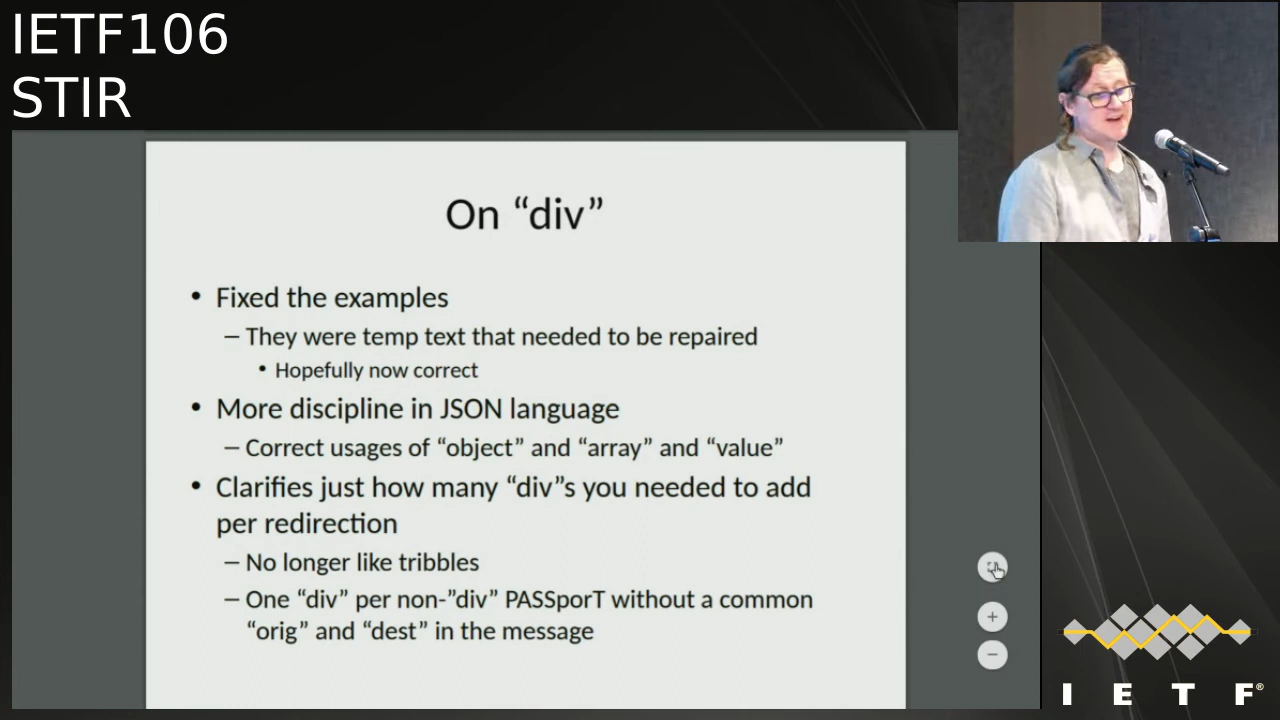 IETF106
STIR
On “div”
• Fixed the examples
– They were temp text that needed to be repaired
• Hopefully now correct
• More discipline in JSON language
– Correct usages of “object” and “array” and “value”
• Clarifies just how many “div”s you needed to add
per redirection
– No longer like tribbles
– One “div” per non-”div” PASSporT without a common
“orig” and “dest” in the message
I E T F®